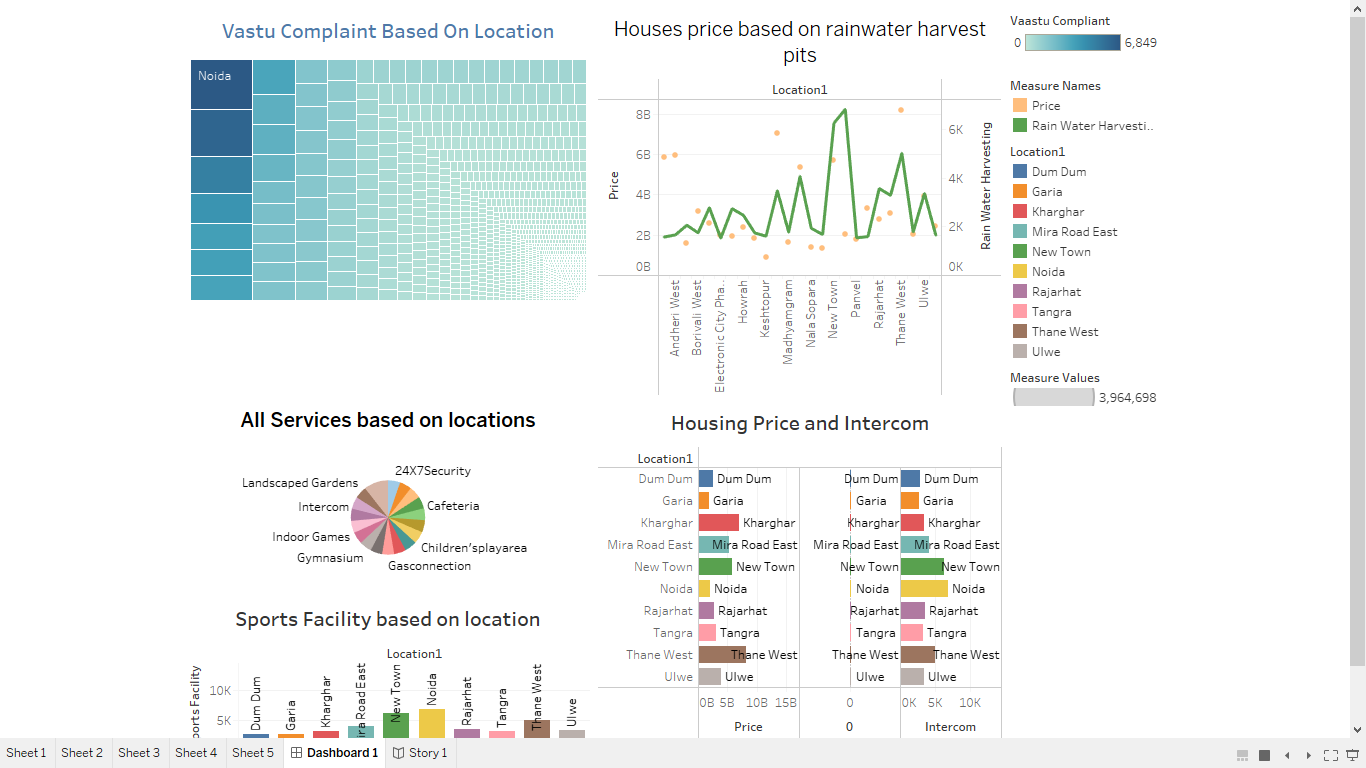 Vastu Complaint Based On Location
Noida
Houses price based on rainwater harvest
pits
Location1
8B
6B
4B
2B
0B
Price
6K
4K
2K
0K
Rain Water Harvesting
Andheri West
Borivali West
Electronic City Pha..
Howrah
Keshtopur
Madhyamgram
Nala Sopara
New Town
Panvel
Rajarhat
Thane West
Ulwe
Vaastu Compliant
0 6,849
Measure Names
Price
Rain Water Harvesti..
Location1
Dum Dum
Garia
Kharghar
Mira Road East
New Town
Noida
Rajarhat
Tangra
Thane West
Ulwe
Measure Values
3,964,698
All Services based on locations
24X7Security
Landscaped Gardens
Intercom
Cafeteria
Indoor Games
Children'splayarea
Gymnasium
Gasconnection
Housing Price and Intercom
Location1
Dum Dum Dum Dum Dum Dum Dum Dum
Garia Garia Garia Garia
Kharghar Kharghar Kharghar Kharghar
Mira Road East Mira Road East Mira Road East Mira Road East
New Town New Town New Town New Town
Noida Noida Noida Noida
Rajarhat Rajarhat Rajarhat Rajarhat
Tangra Tangra Tangra Tangra
Thane West Thane West Thane West Thane West
Ulwe Ulwe Ulwe Ulwe
0B 5B 10B 15B 0 0K 5K 10K
Price 0 Intercom
Sports Facility based on location
Location1
ports Facility
10K
5K
Dum Dum
Garia
Kharghar
ira Road East
New Town
Noida
Rajarhat
Tangra
Thane West
Ulwe
Sheet 1 Sheet 2 Sheet 3 Sheet 4 Sheet 5 Dashboard 1 Story 1